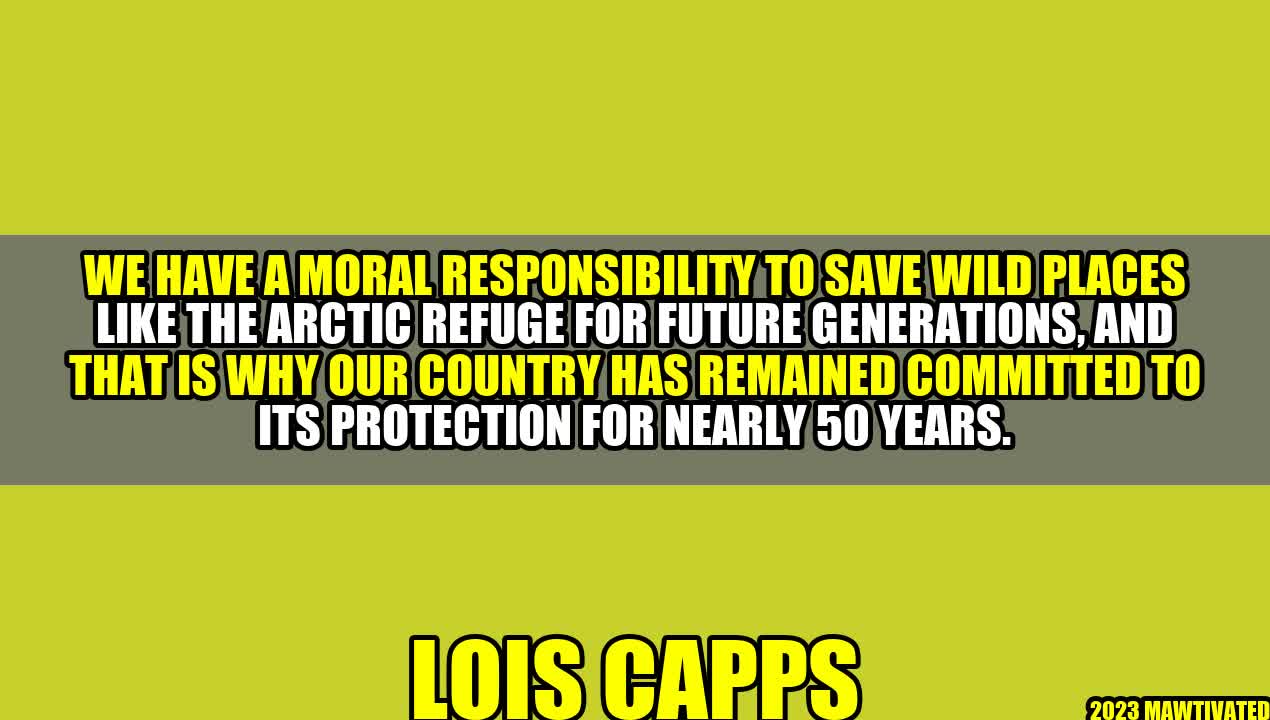 WE HAVE A MORAL RESPONSIBILITY TO SAVE WILD PLACES
LIKE THE ARCTIC REFUGE FOR FUTURE GENERATIONS, AND
THAT IS WHY OUR COUNTRY HAS REMAINED COMMITTED TO
ITS PROTECTION FOR NEARLY 50 YEARS.
LOIS CAPPS
2023 MAWTIVATED